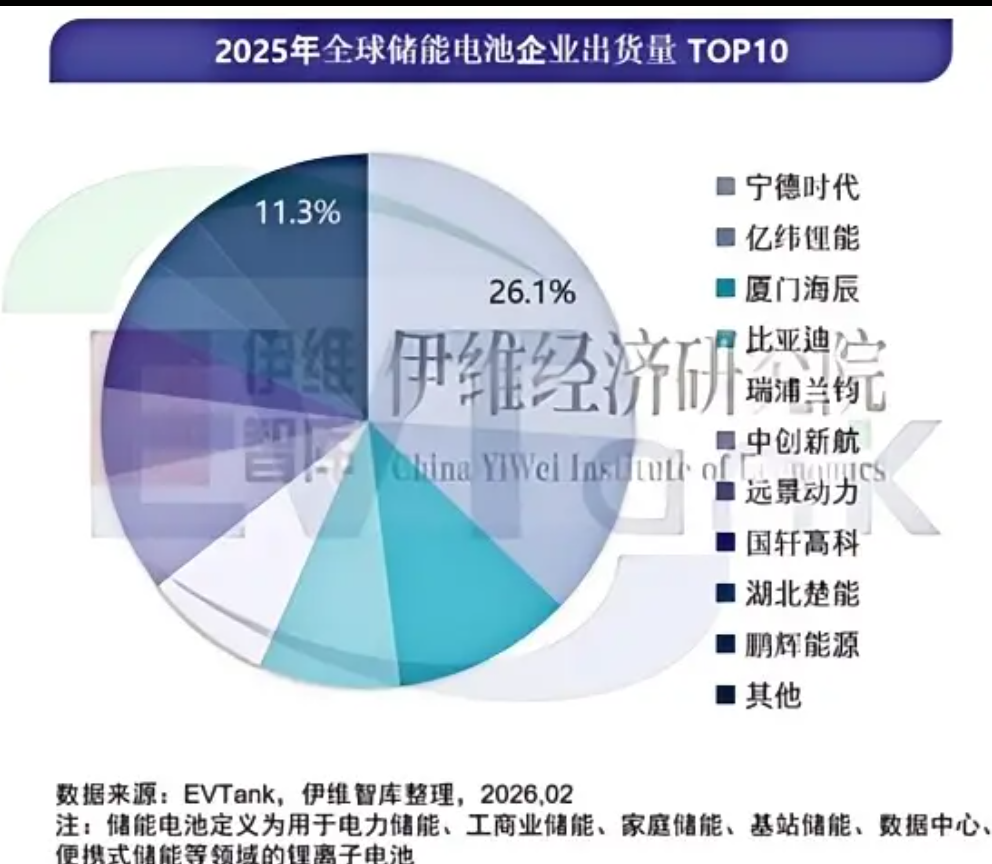 2025年全球储能电池企业出货量 TOP10
11.3%
26.1%
宁德时代
亿纬锂能
厦门海辰
比亚迪
瑞浦兰钧
中创新航
远景动力
国轩高科
湖北楚能
鹏辉能源
其他
伊维智库
伊维经济研究院
China YiWei Institute of Economics
EVTank
数据来源：EVTank，伊维智库整理，2026,02
注：储能电池定义为用于电力储能、工商业储能、家庭储能、基站储能、数据中心、
便携式储能等领域的锂离子电池